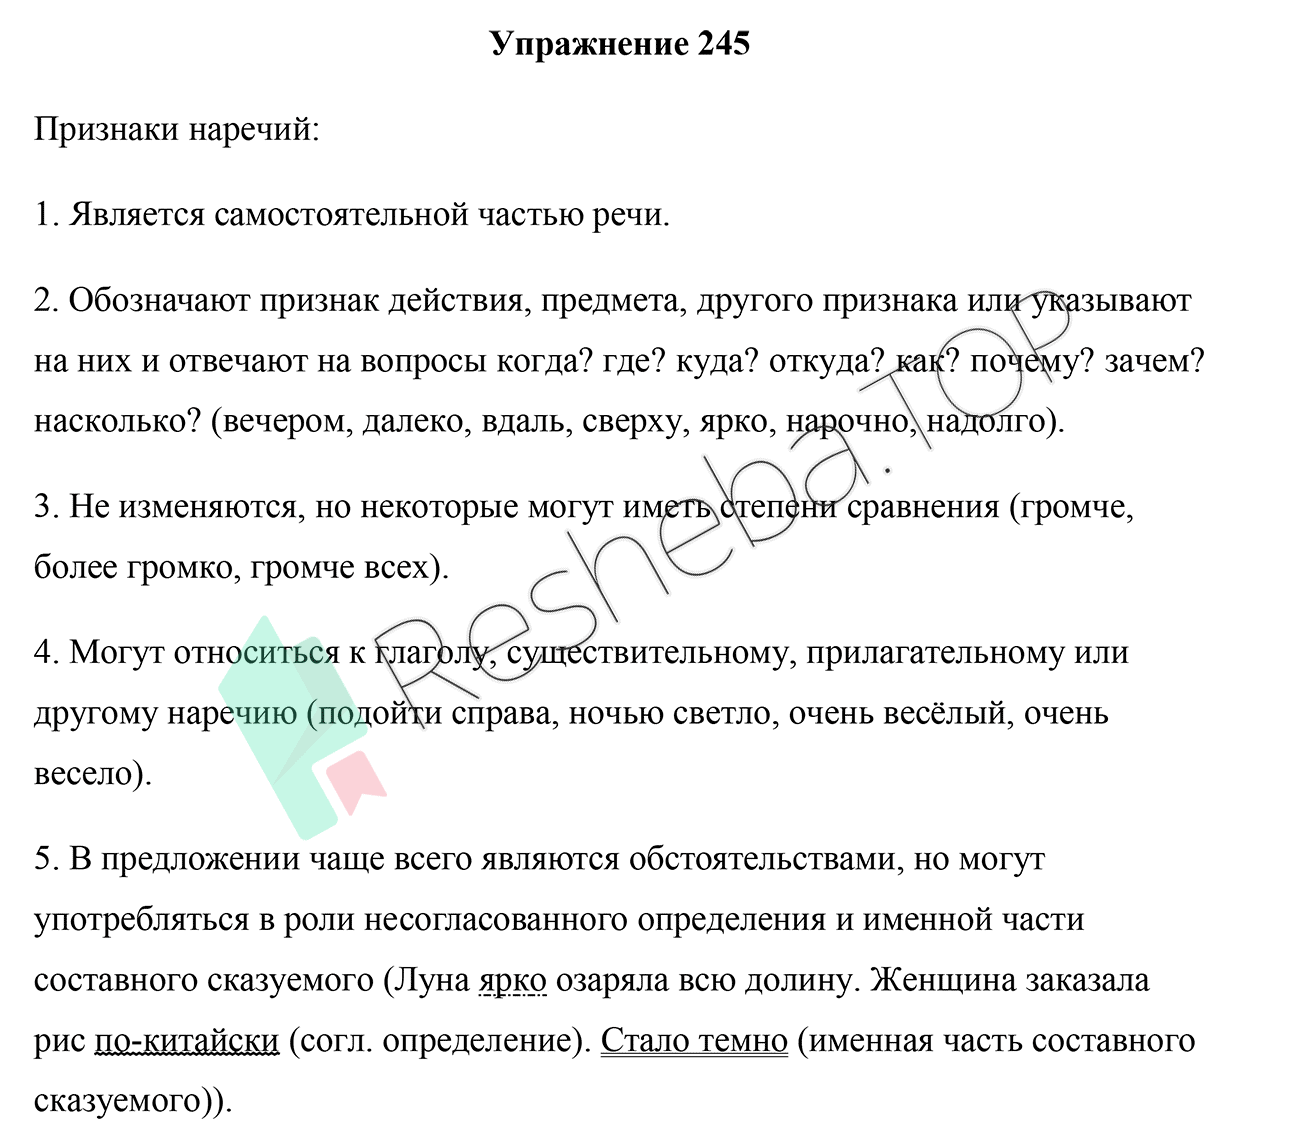 Упражнение 245
Признаки наречий:
1. Является самостоятельной частью речи.
2. Обозначают признак действия, предмета, другого признака или указывают
на них и отвечают на вопросы когда? где? куда? откуда? как? почему? зачем?
насколько? (вечером, далеко, вдаль, сверху, ярко, нарочно, надолго).
3. Не изменяются, но некоторые могут иметь степени сравнения (громче,
более громко, громче всех).
4. Могут относиться к глаголу, существительному, прилагательному или
другому наречию (подойти справа, ночью светло, очень весёлый, очень
весело).
5. В предложении чаще всего являются обстоятельствами, но могут
употребляться в роли несогласованного определения и именной части
составного сказуемого (Луна ярко озаряла всю долину. Женщина заказала
рис по-китайски (согл. определение). Стало темно (именная часть составного
сказуемого)).
Resheba.TOP